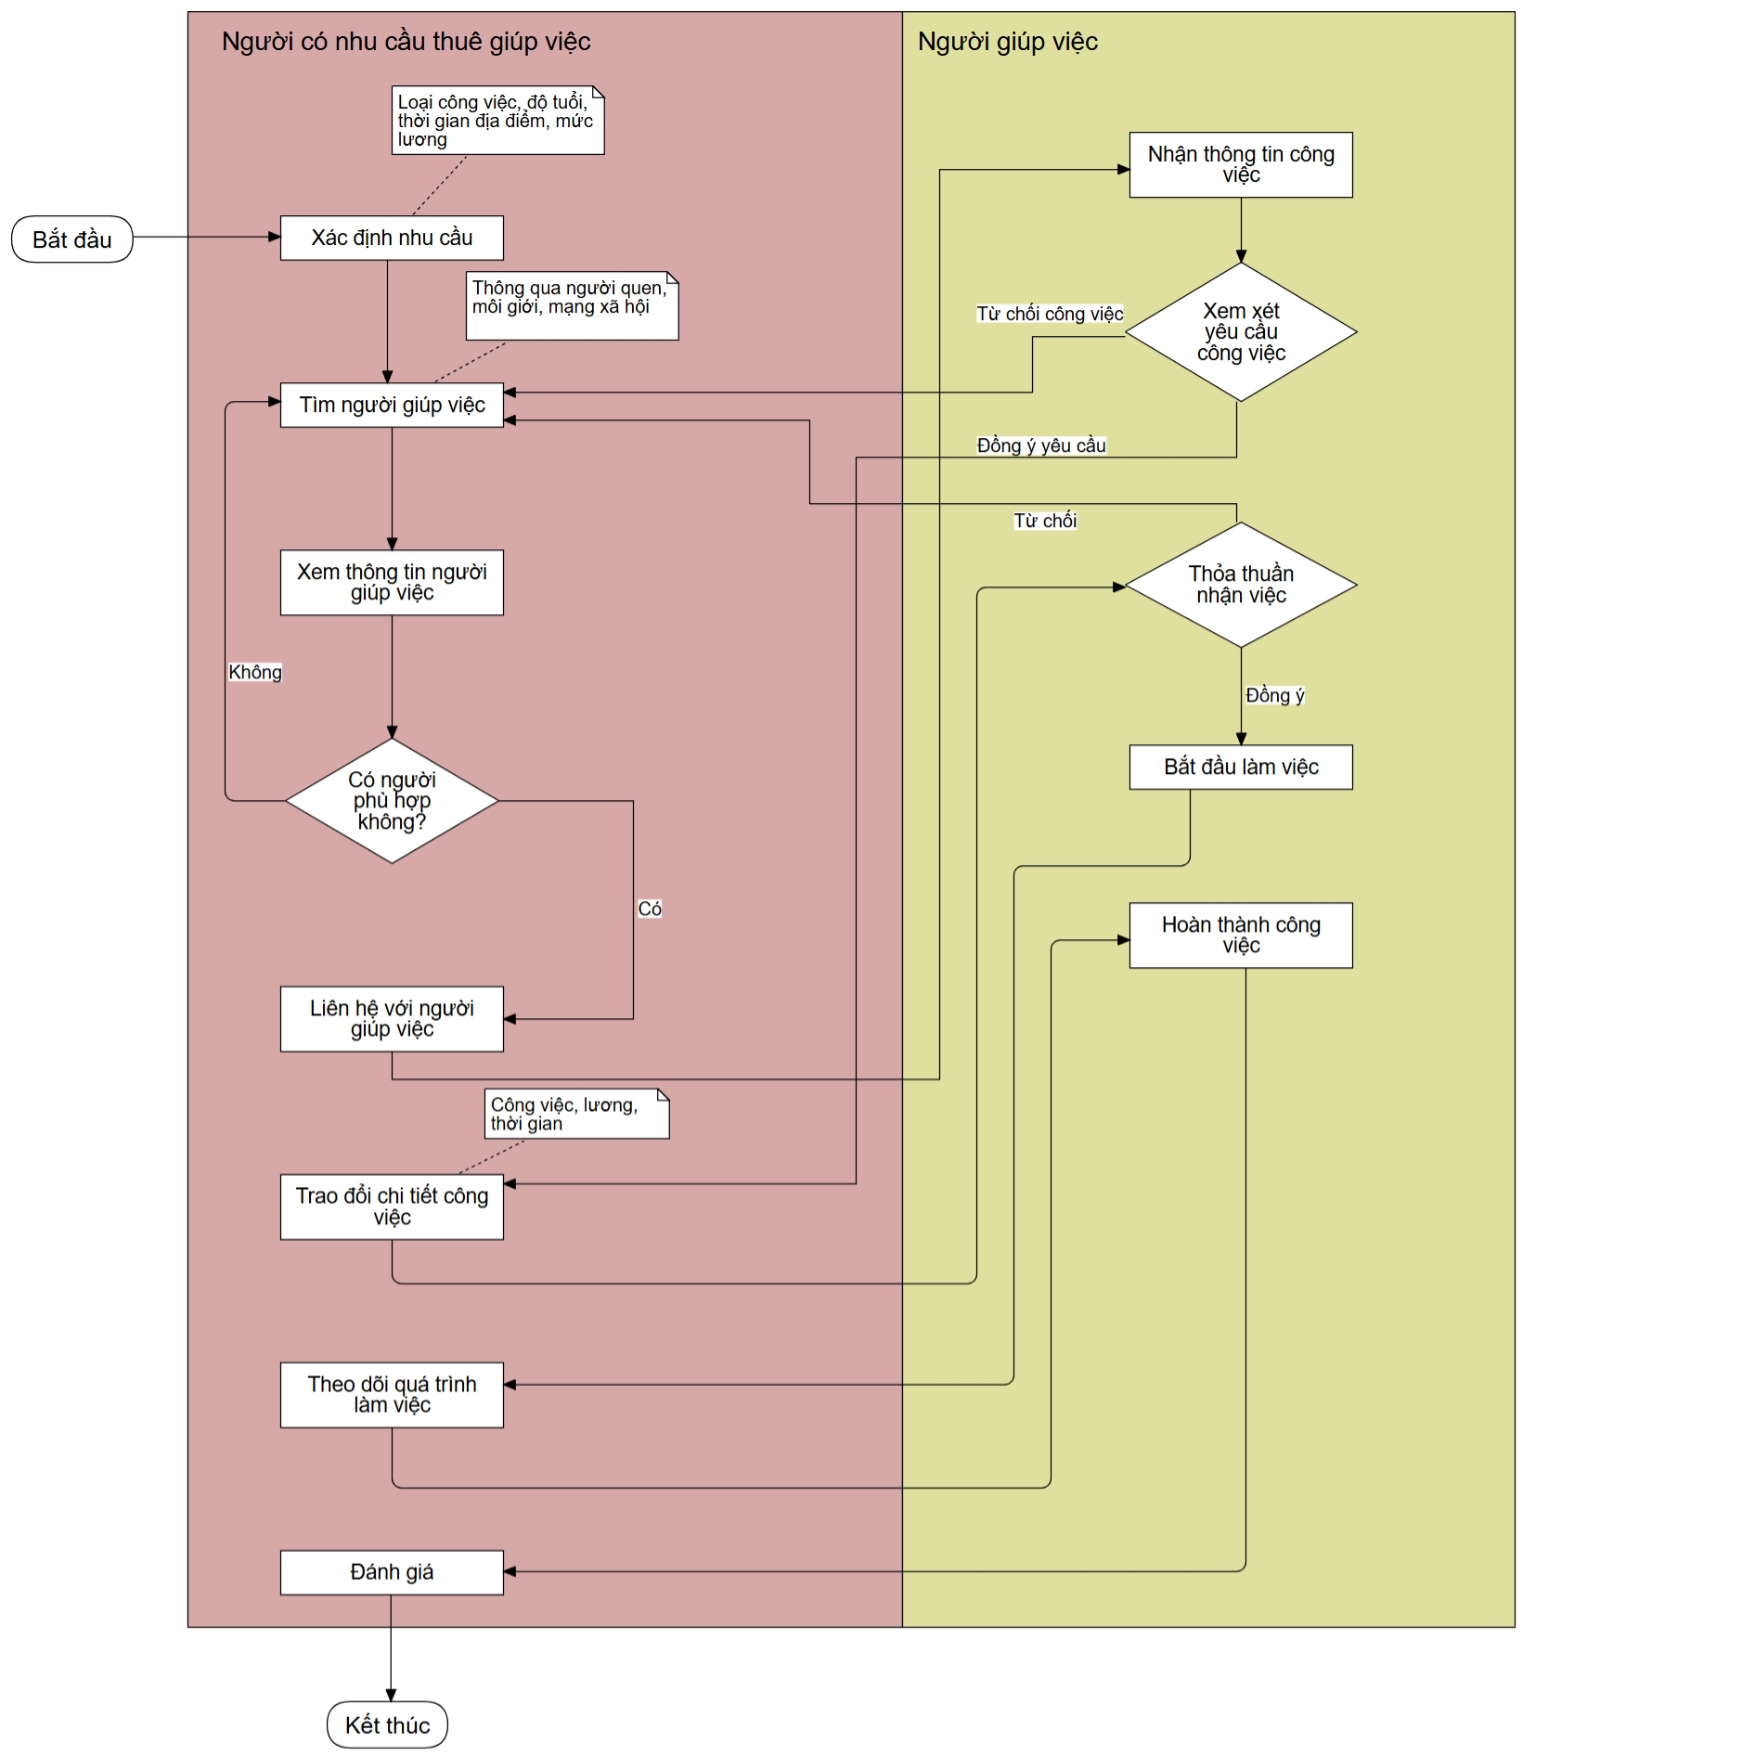 Người có nhu cầu thuê giúp việc
Người giúp việc
Loại công việc, độ tuổi,
thời gian địa điểm, mức
lương
Nhận thông tin công
việc
Bắt đầu
Xác định nhu cầu
Thông qua người quen,
môi giới, mạng xã hội
Từ chối công việc
Xem xét
yêu cầu
công việc
Tìm người giúp việc
Đồng ý yêu cầu
Từ chối
Xem thông tin người
giúp việc
Thỏa thuần
nhận việc
Không
Đồng ý
Có người
phù hợp
không?
Bắt đầu làm việc
Có
Hoàn thành công
việc
Liên hệ với người
giúp việc
Công việc, lương,
thời gian
Trao đổi chi tiết công
việc
Theo dõi quá trình
làm việc
Đánh giá
Kết thúc